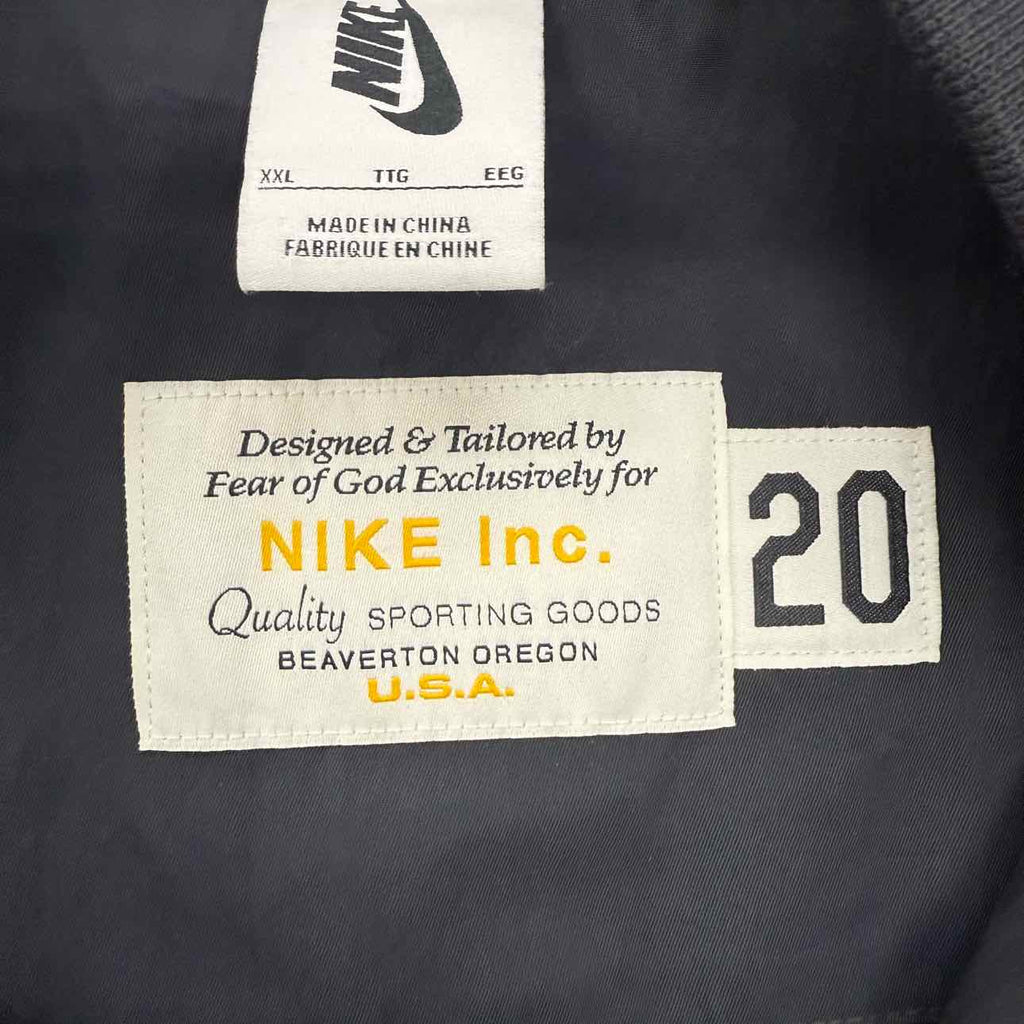 NIKE
XXL TTG EEG
MADE IN CHINA
FABRIQUE EN CHINE
Designed & Tailored by
Fear of God Exclusively for
NIKE Inc.
Quality SPORTING GOODS
BEAVERTON OREGON
U.S.A.
20